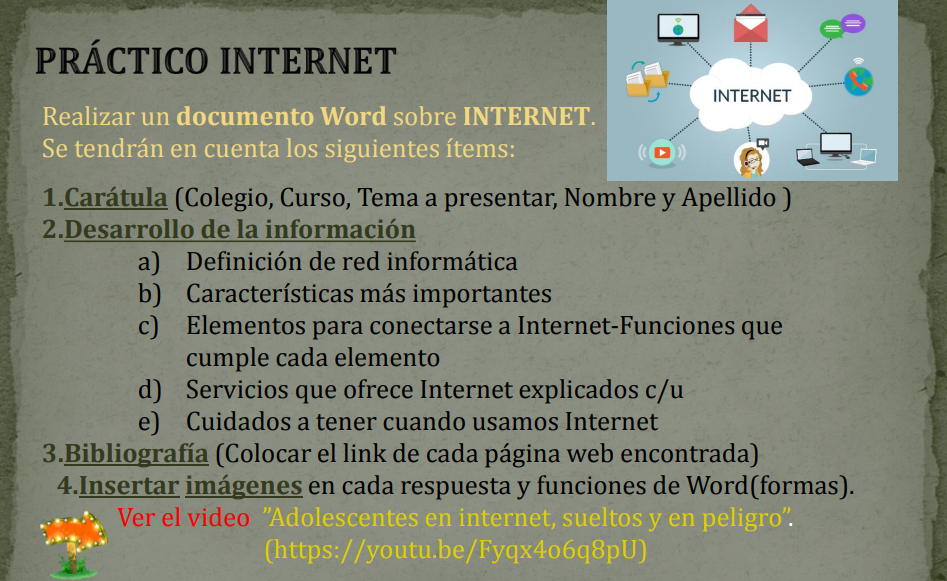 PRÁCTICO INTERNET
INTERNET
Realizar un documento Word sobre INTERNET.
Se tendrán en cuenta los siguientes ítems:
1.Carátula (Colegio, Curso, Tema a presentar, Nombre y Apellido )
2.Desarrollo de la información
a) Definición de red informática
b) Características más importantes
c) Elementos para conectarse a Internet-Funciones que
cumple cada elemento
d) Servicios que ofrece Internet explicados c/u
e) Cuidados a tener cuando usamos Internet
3.Bibliografía (Colocar el link de cada página web encontrada)
4.Insertar imágenes en cada respuesta y funciones de Word(formas).
Ver el video ”Adolescentes en internet, sueltos y en peligro”.
(https://youtu.be/Fyqx4o6q8pU)